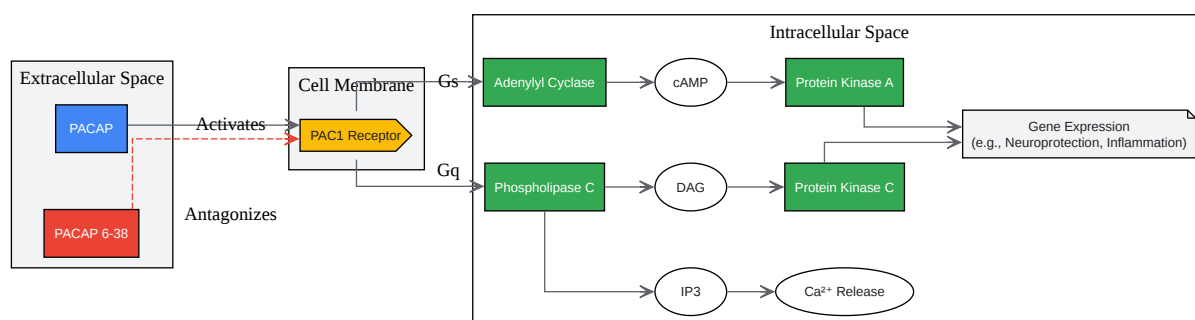 Intracellular Space
Extracellular Space
Cell Membrane
Gs
Adenylyl Cyclase
cAMP
Protein Kinase A
PACAP
Activates
PAC1 Receptor
Gene Expression
(e.g., Neuroprotection, Inflammation)
Gq
Phospholipase C
DAG
Protein Kinase C
Antagonizes
PACAP 6-38
IP3
Ca²⁺ Release